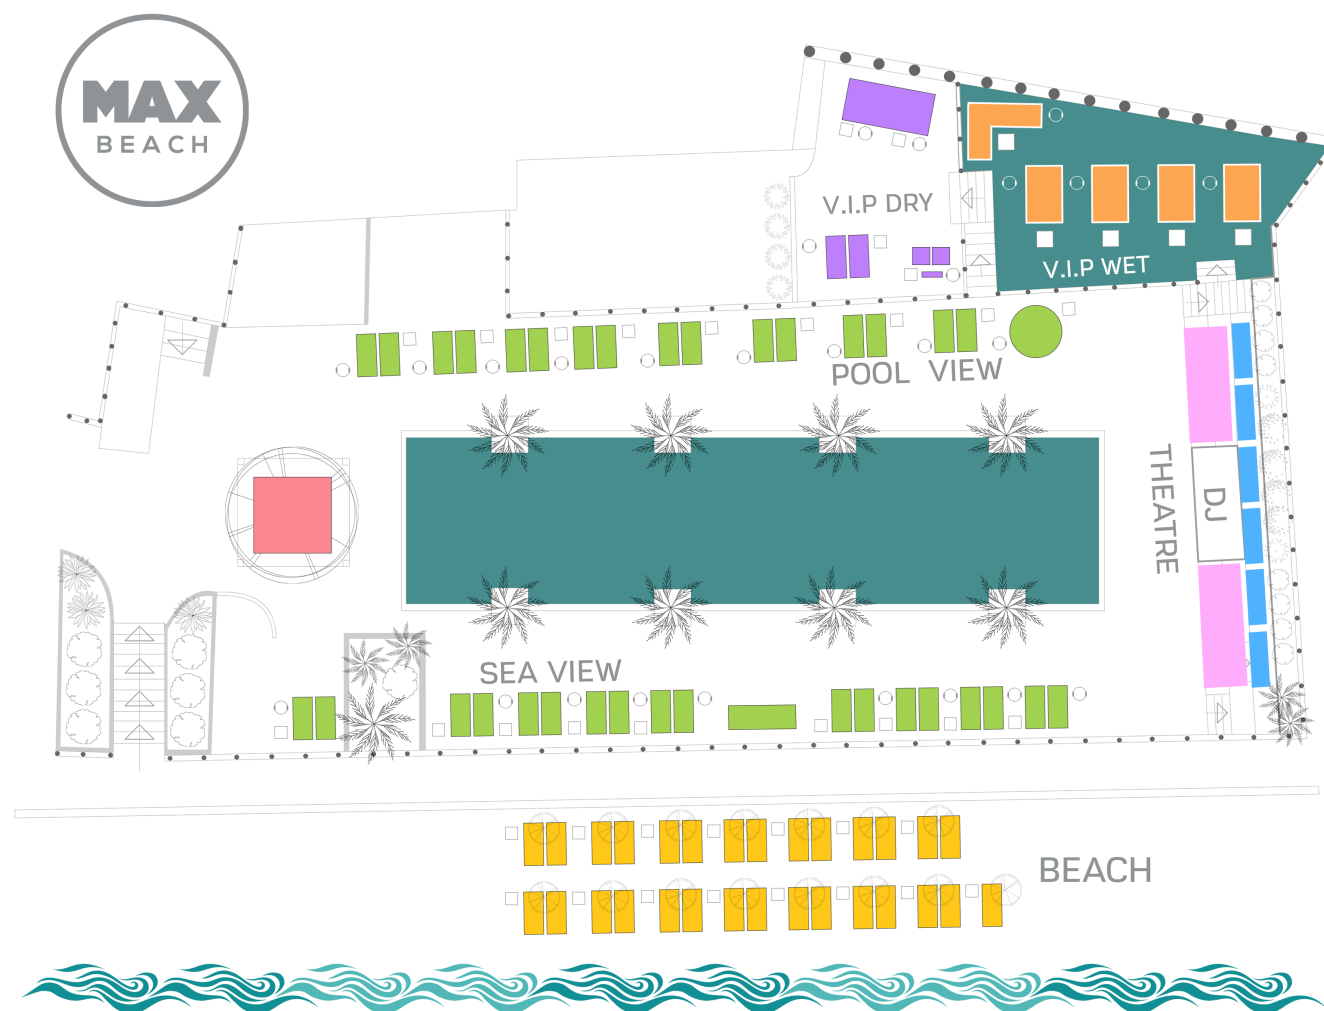 MAX
BEACH
V.I.P DRY
V.I.P WET
POOL VIEW
THEATRE
DJ
SEA VIEW
BEACH